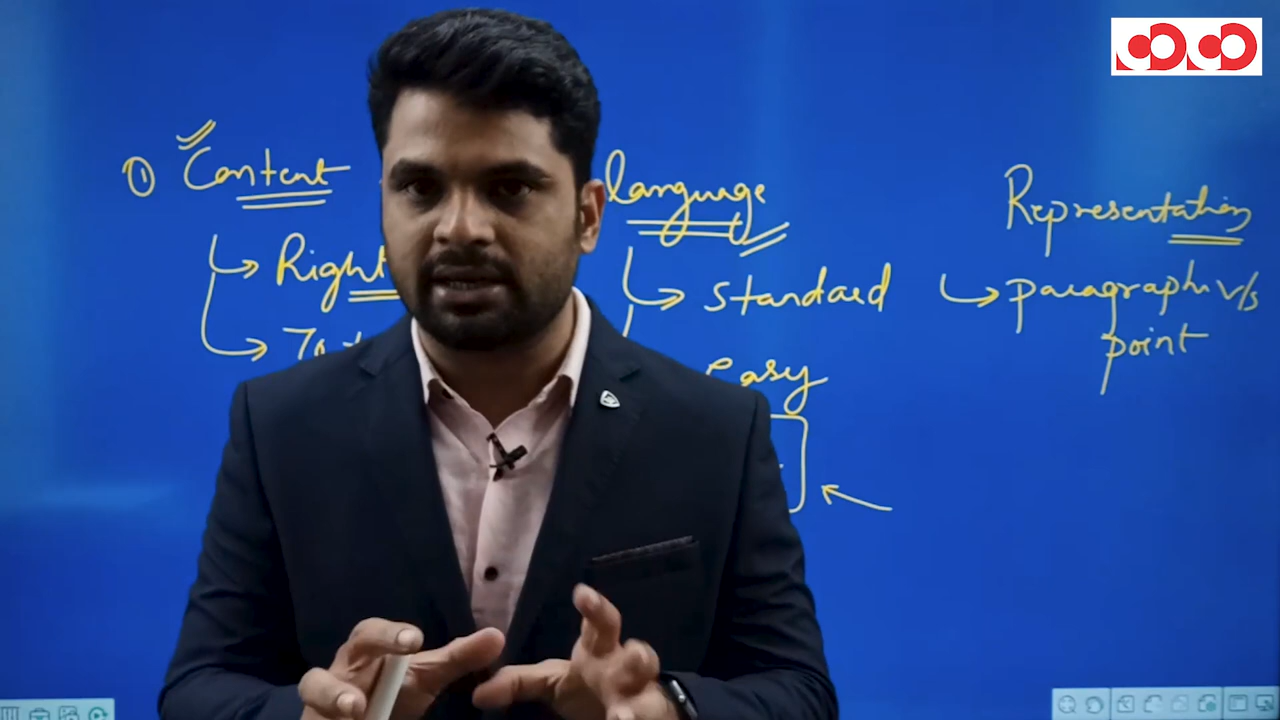 ① Content
language
Representation
Right
standard
paragraph v/s
point
easy